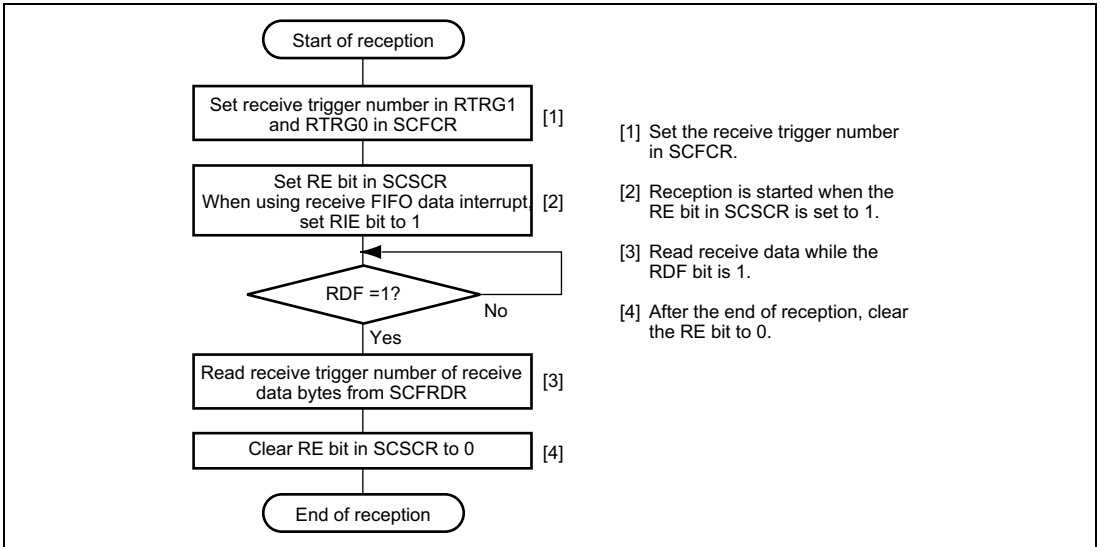 Start of reception
Set receive trigger number in RTRG1
and RTRG0 in SCFCR
[1]
Set RE bit in SCSCR
When using receive FIFO data interrupt,
set RIE bit to 1
[2]
RDF =1?
No
Yes
Read receive trigger number of receive
data bytes from SCFRDR
[3]
Clear RE bit in SCSCR to 0
[4]
End of reception
[1] Set the receive trigger number
in SCFCR.
[2] Reception is started when the
RE bit in SCSCR is set to 1.
[3] Read receive data while the
RDF bit is 1.
[4] After the end of reception, clear
the RE bit to 0.